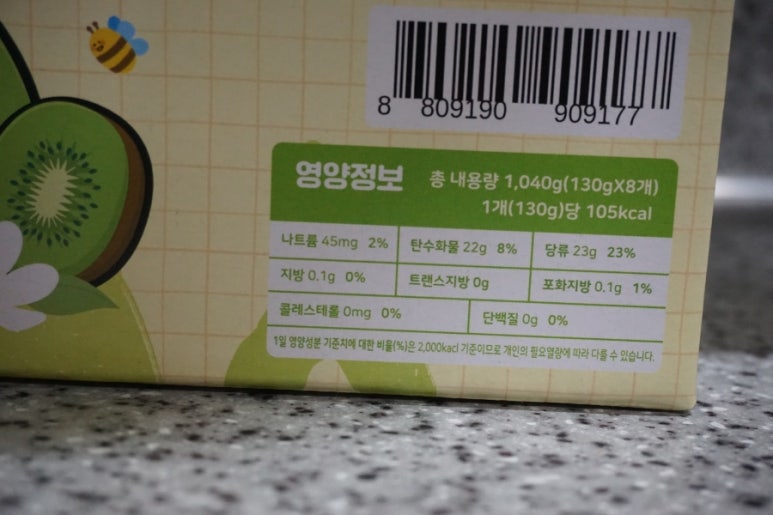 8 809190 909177
영양정보 총 내용량 1,040g(130gX8개)
1개(130g)당 105kcal
나트륨 45mg 2% 탄수화물 22g 8% 당류 23g 23%
지방 0.1g 0% 트랜스지방 0g 포화지방 0.1g 1%
콜레스테롤 0mg 0% 단백질 0g 0%
1일 영양성분 기준치에 대한 비율(%)은 2,000kacl 기준이므로 개인의 필요열량에 따라 다를 수 있습니다.